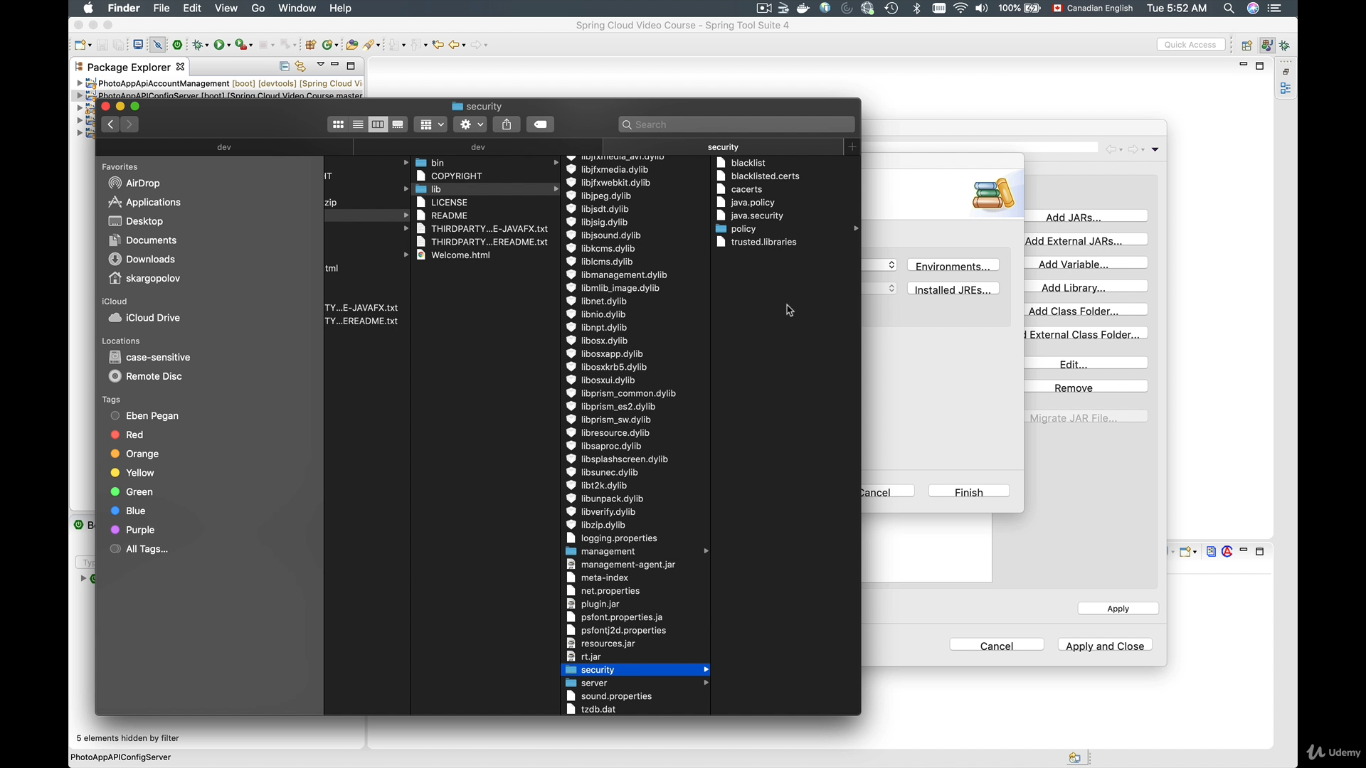 Finder File Edit View Go Window Help
100% Canadian English Tue 5:52 AM
Spring Cloud Video Course - Spring Tool Suite 4
Quick Access
Package Explorer
PhotoAppApiAccountManagement [boot] [devtools] [Spring Cloud Vi
PhotoAppAPIConfigServer [boot] [Spring Cloud Video Course master
security
Search
dev
dev
security
Favorites
AirDrop
Applications
Desktop
Documents
Downloads
skargopolov
iCloud
iCloud Drive
Locations
case-sensitive
Remote Disc
Tags
Eben Pegan
Red
Orange
Yellow
Green
Blue
Purple
All Tags...
IT
zip
tml
TY...E-JAVAFX.txt
TY...EREADME.txt
bin
COPYRIGHT
lib
LICENSE
README
THIRDPARTY...E-JAVAFX.txt
THIRDPARTY...EREADME.txt
Welcome.html
libjfxmedia_avf.dylib
libjfxmedia.dylib
libjfxwebkit.dylib
libjpeg.dylib
libjsdt.dylib
libjsig.dylib
libjsound.dylib
libkcms.dylib
liblcms.dylib
libmanagement.dylib
libmlib_image.dylib
libnet.dylib
libnio.dylib
libnpt.dylib
libosx.dylib
libosxapp.dylib
libosxkrb5.dylib
libosxui.dylib
libprism_common.dylib
libprism_es2.dylib
libprism_sw.dylib
libresource.dylib
libsaproc.dylib
libsplashscreen.dylib
libsunec.dylib
libt2k.dylib
libunpack.dylib
libverify.dylib
libzip.dylib
logging.properties
management
management-agent.jar
meta-index
net.properties
plugin.jar
psfont.properties.ja
psfontj2d.properties
resources.jar
rt.jar
security
server
sound.properties
tzdb.dat
blacklist
blacklisted.certs
cacerts
java.policy
java.security
policy
trusted.libraries
Environments...
Installed JREs...
Cancel
Finish
Add JARs...
Add External JARs...
Add Variable...
Add Library...
Add Class Folder...
d External Class Folder...
Edit...
Remove
Migrate JAR File...
Apply
Cancel
Apply and Close
5 elements hidden by filter
PhotoAppAPIConfigServer
Udemy